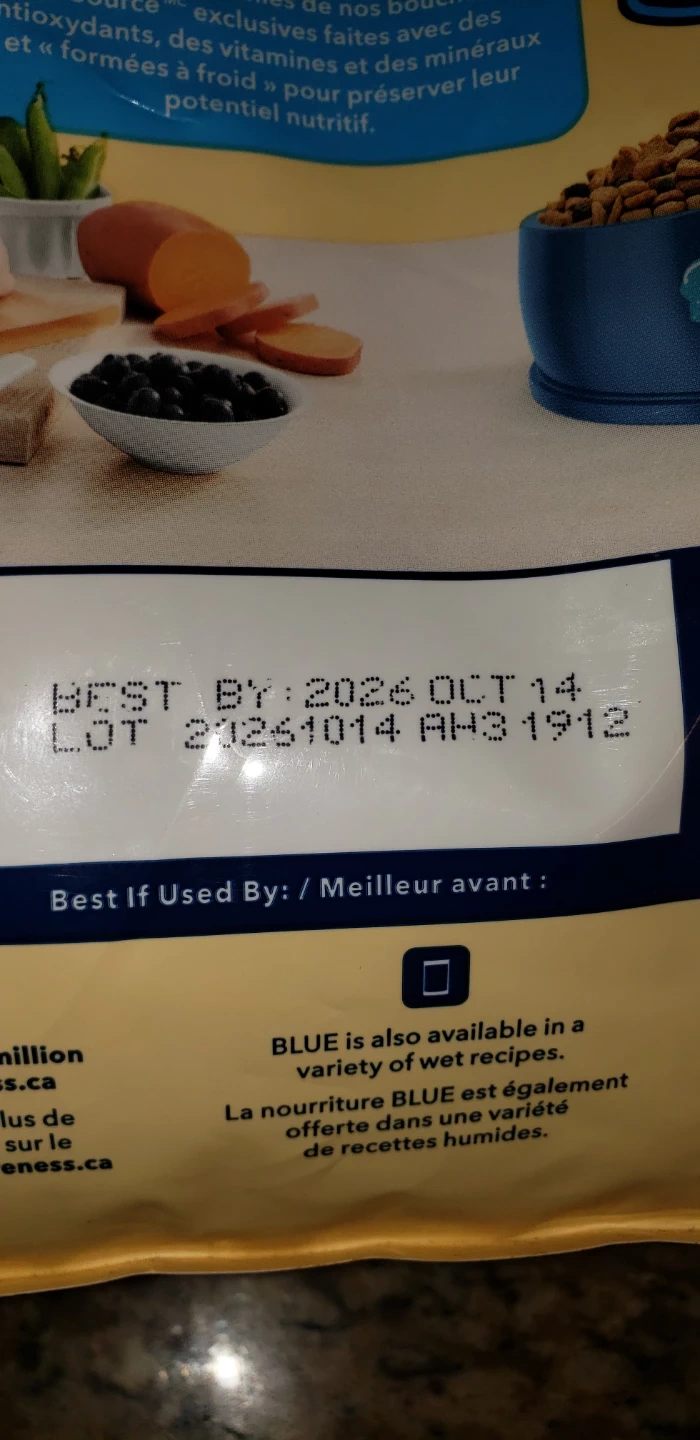 MC exclusives faites avec des
des vitamines et des minéraux
et « formées à froid » pour préserver leur
potentiel nutritif.
BEST BY: 2026 OCT 14
LOT 20261014 AH3 1912
Best If Used By: / Meilleur avant :
BLUE is also available in a
variety of wet recipes.
La nourriture BLUE est également
offerte dans une variété
de recettes humides.
million
s.ca
lus de
sur le
eness.ca